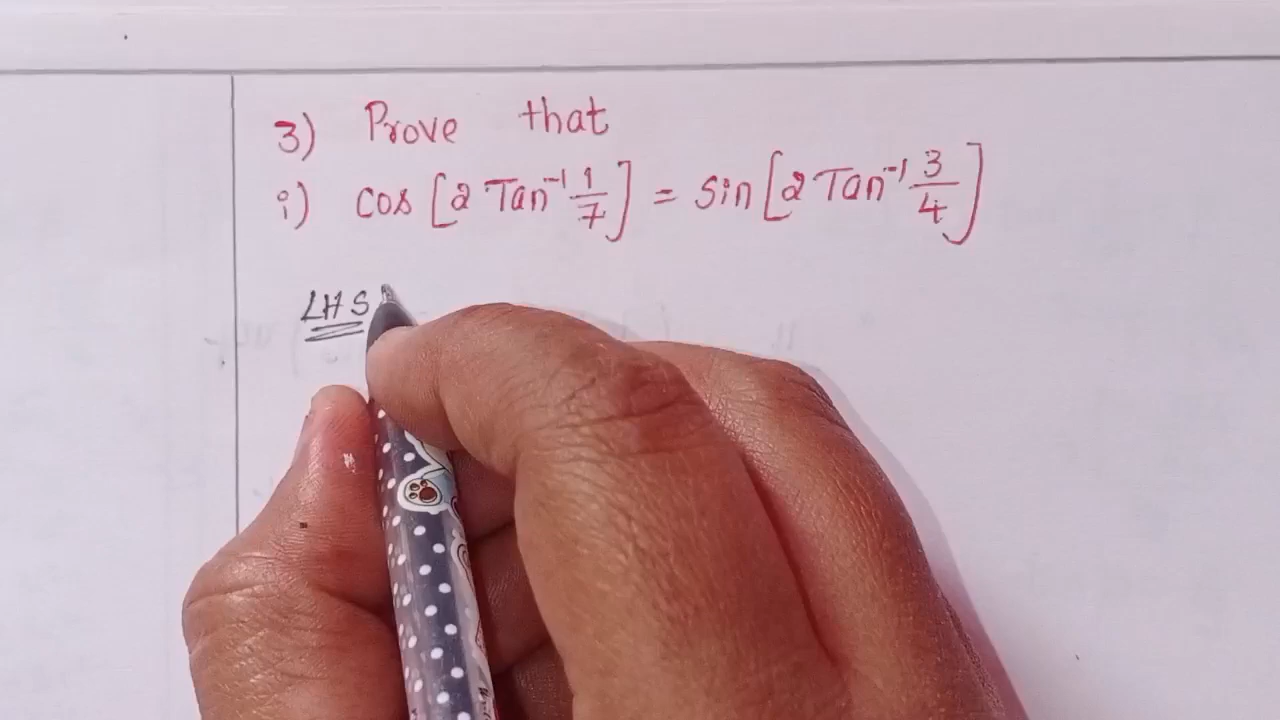 3) Prove that
i) cos [2 Tan⁻¹ 1/7] = sin [2 Tan⁻¹ 3/4]
LHS